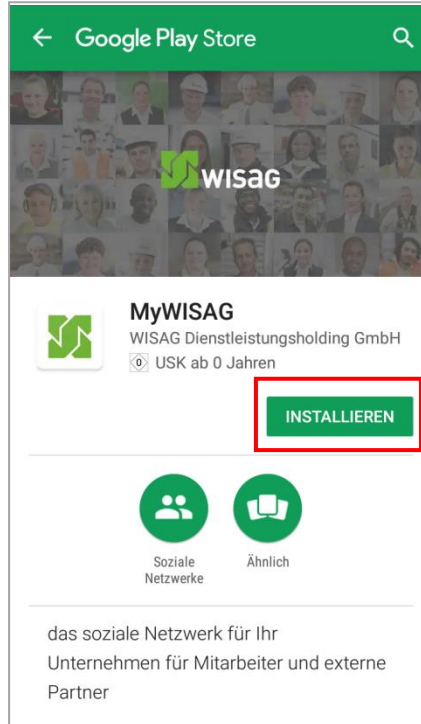 Google Play Store
WISAG
MyWISAG
WISAG Dienstleistungsholding GmbH
0 USK ab 0 Jahren
INSTALLIEREN
Soziale
Netzwerke
Ähnlich
das soziale Netzwerk für Ihr
Unternehmen für Mitarbeiter und externe
Partner